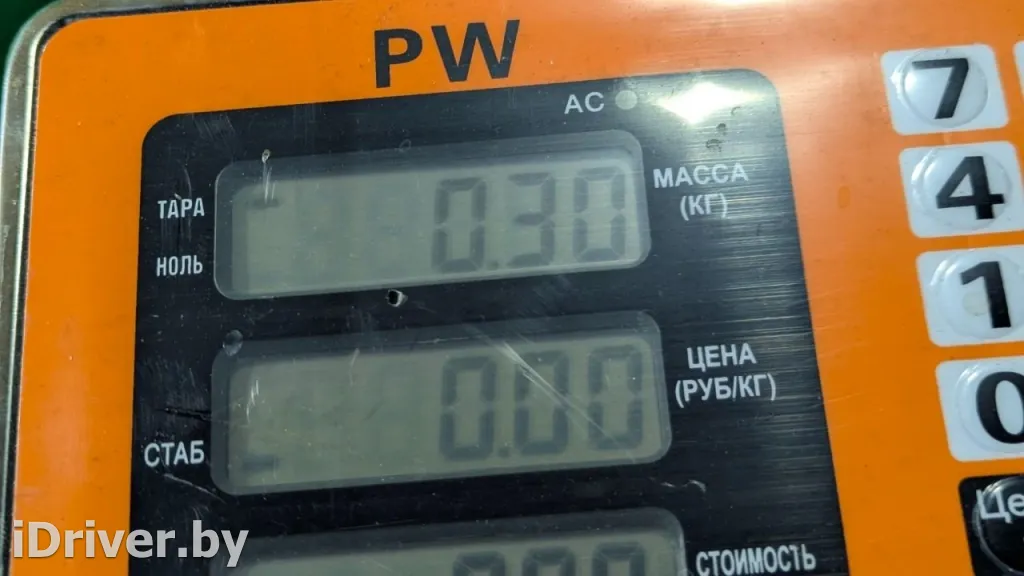 PW
AC
7
ТАРА
0.30
МАССА
(КГ)
4
НОЛЬ
1
0.00
ЦЕНА
(РУБ/КГ)
0
СТАБ
Це
СТОИМОСТЬ
iDriver.by